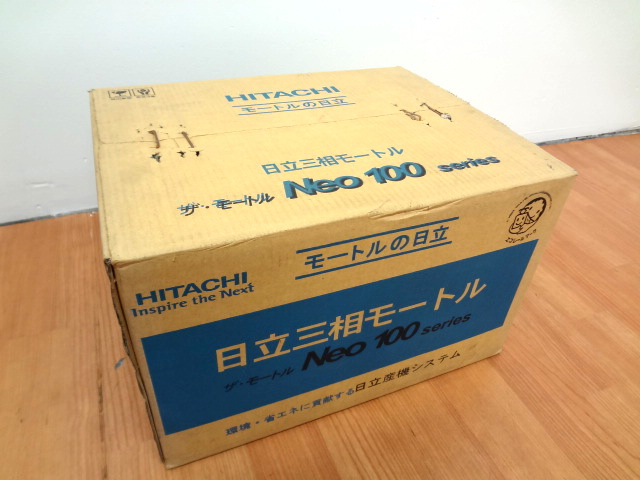 HITACHI
モートルの日立
日立三相モートル
ザ・モートル Neo 100 series
モートルの日立
HITACHI
Inspire the Next
日立三相モートル
ザ・モートル Neo 100 series
環境・省エネに貢献する日立産機システム